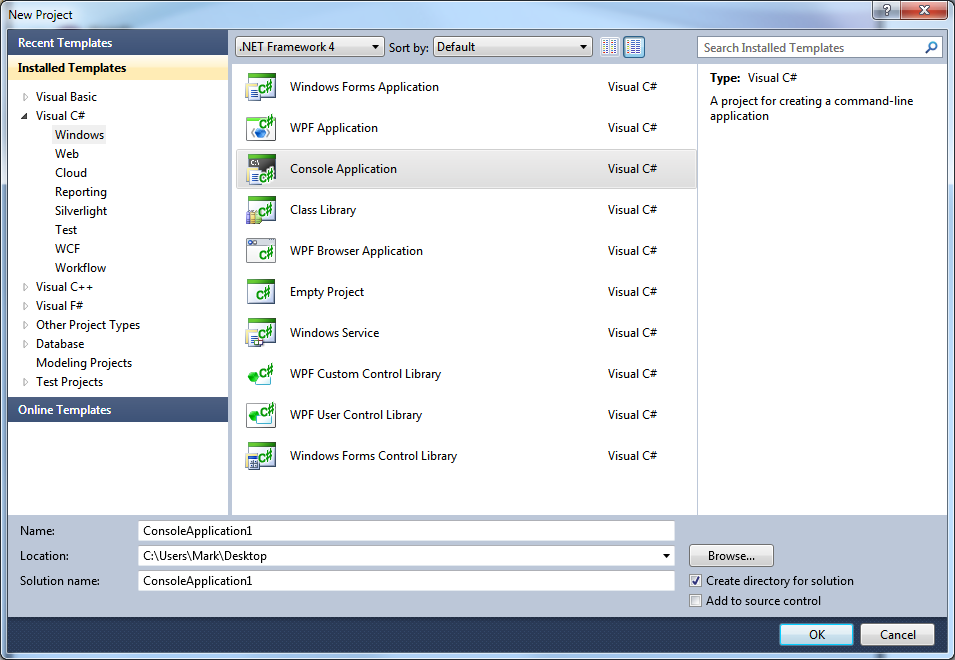 New Project
?
Recent Templates
Installed Templates
Visual Basic
Visual C#
Windows
Web
Cloud
Reporting
Silverlight
Test
WCF
Workflow
Visual C++
Visual F#
Other Project Types
Database
Modeling Projects
Test Projects
Online Templates
.NET Framework 4 Sort by: Default
Windows Forms Application Visual C#
WPF Application Visual C#
Console Application Visual C#
Class Library Visual C#
WPF Browser Application Visual C#
Empty Project Visual C#
Windows Service Visual C#
WPF Custom Control Library Visual C#
WPF User Control Library Visual C#
Windows Forms Control Library Visual C#
Search Installed Templates
Type: Visual C#
A project for creating a command-line
application
Name: ConsoleApplication1
Location: C:\Users\Mark\Desktop Browse...
Solution name: ConsoleApplication1
Create directory for solution
Add to source control
OK Cancel